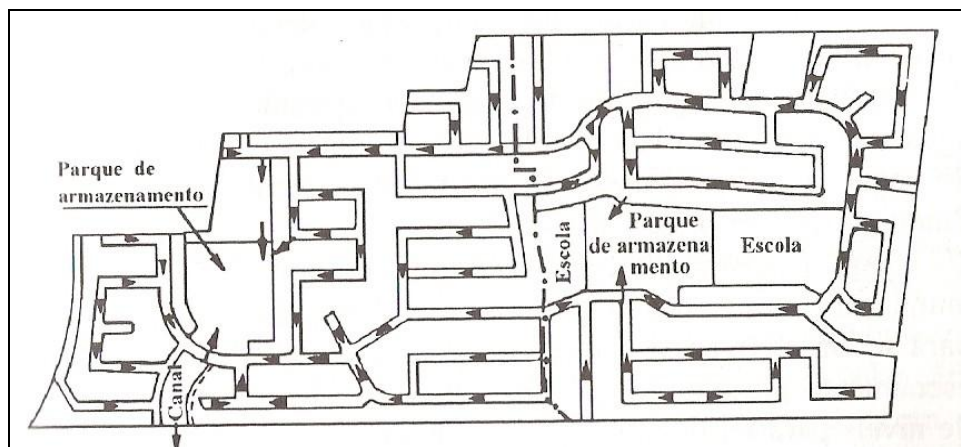 Parque de
armazenamento
Escola
Parque
de armazena
mento
Escola
Canal